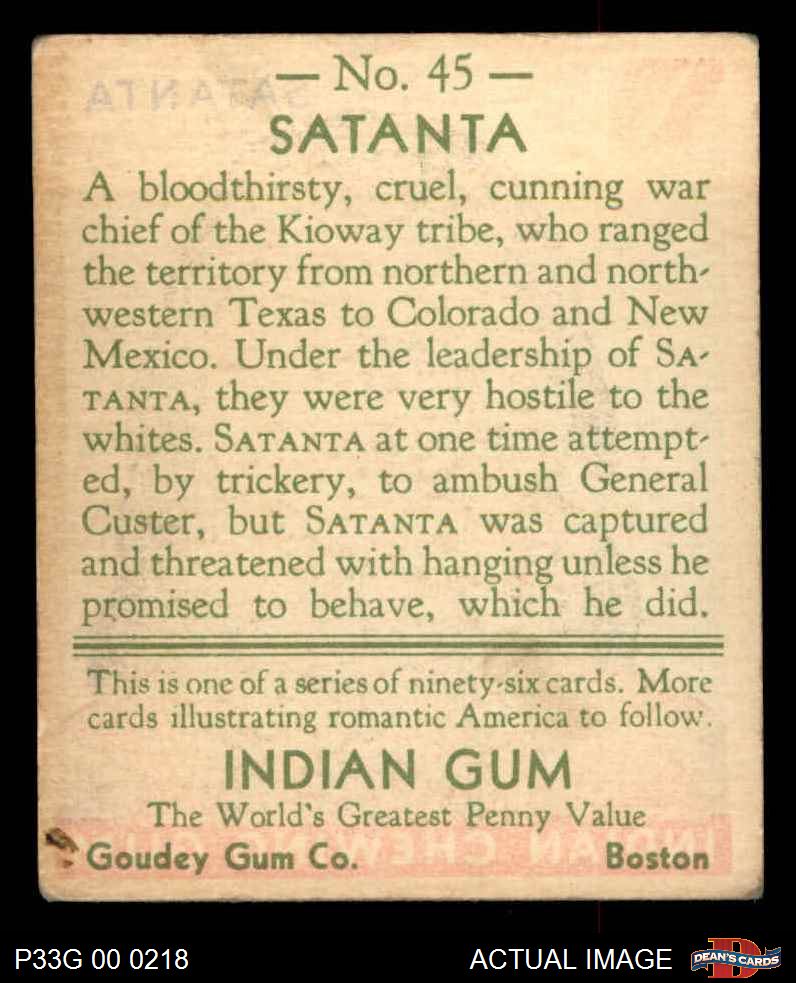 — No. 45 —
SATANTA
A bloodthirsty, cruel, cunning war
chief of the Kioway tribe, who ranged
the territory from northern and north-
western Texas to Colorado and New
Mexico. Under the leadership of SA-
TANTA, they were very hostile to the
whites. SATANTA at one time attempt-
ed, by trickery, to ambush General
Custer, but SATANTA was captured
and threatened with hanging unless he
promised to behave, which he did.
This is one of a series of ninety-six cards. More
cards illustrating romantic America to follow.
INDIAN GUM
The World's Greatest Penny Value
Goudey Gum Co. Boston
P33G 00 0218 ACTUAL IMAGE D DEAN'S CARDS